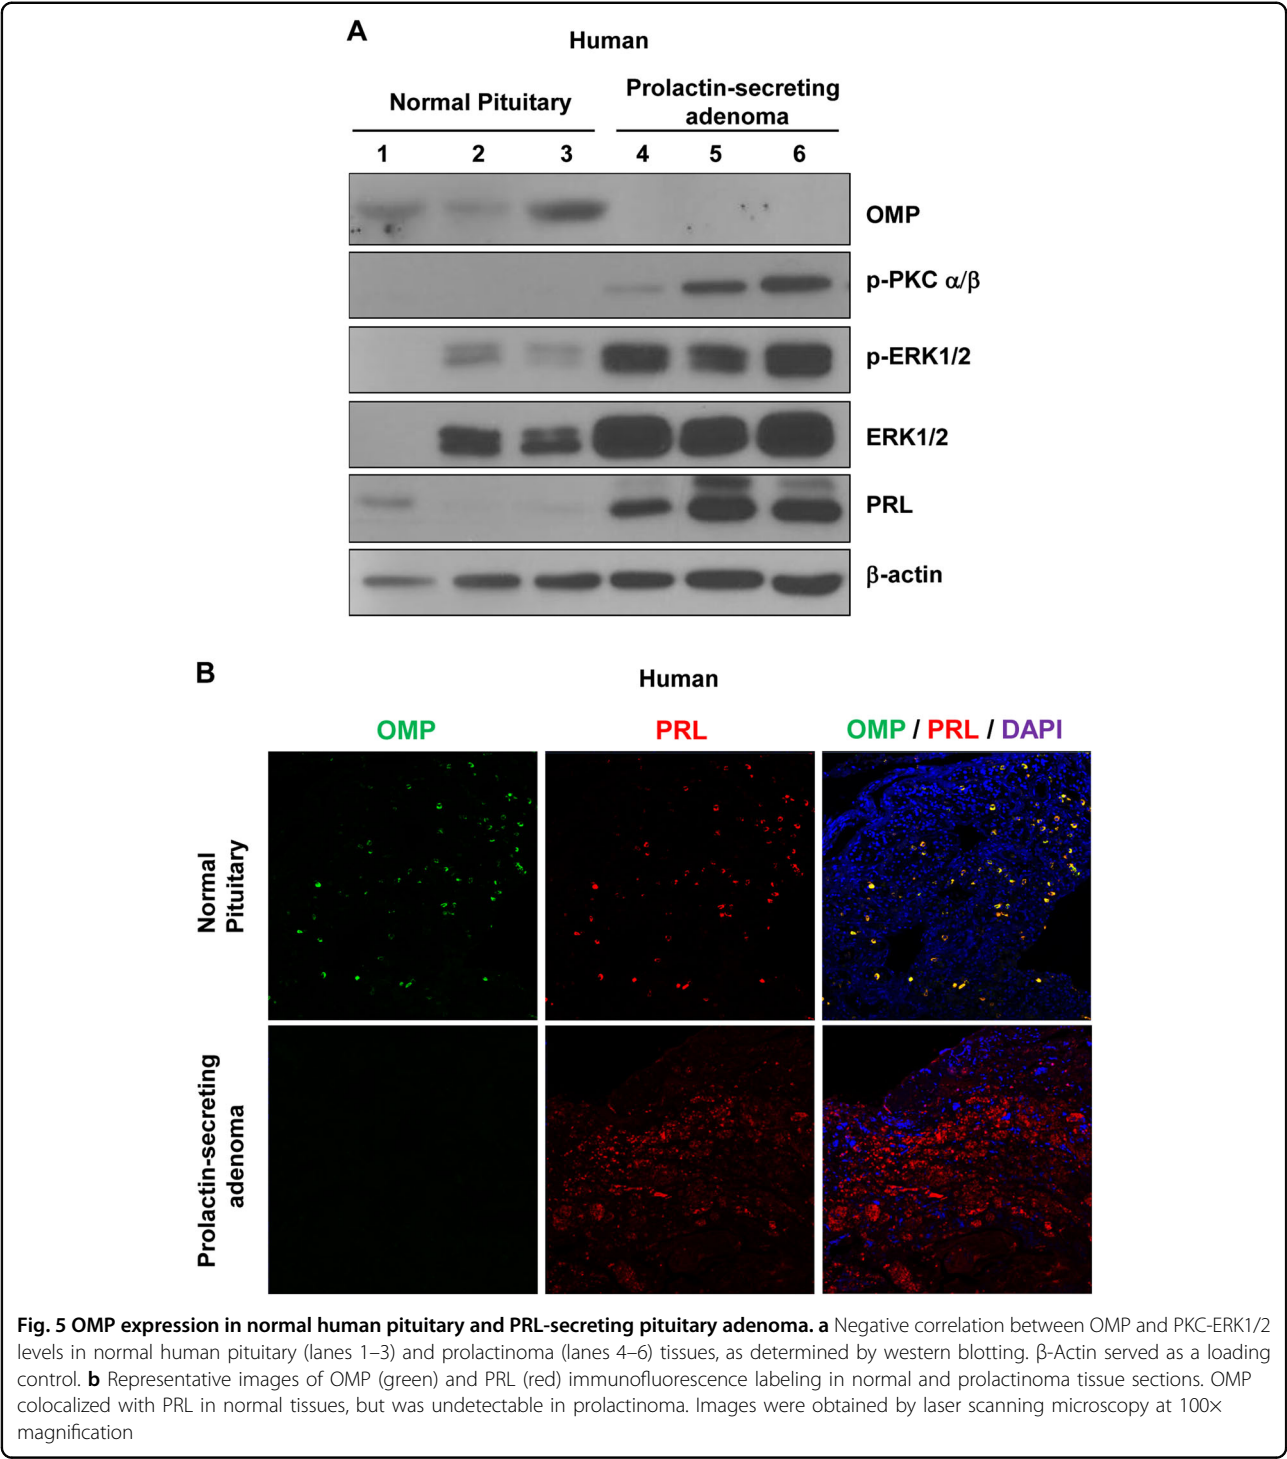 A
Human
Normal Pituitary
Prolactin-secreting
adenoma
1 2 3 4 5 6
OMP
p-PKC α/β
p-ERK1/2
ERK1/2
PRL
β-actin
B
Human
OMP PRL OMP / PRL / DAPI
Normal
Pituitary
Prolactin-secreting
adenoma
Fig. 5 OMP expression in normal human pituitary and PRL-secreting pituitary adenoma. a Negative correlation between OMP and PKC-ERK1/2
levels in normal human pituitary (lanes 1–3) and prolactinoma (lanes 4–6) tissues, as determined by western blotting. β-Actin served as a loading
control. b Representative images of OMP (green) and PRL (red) immunofluorescence labeling in normal and prolactinoma tissue sections. OMP
colocalized with PRL in normal tissues, but was undetectable in prolactinoma. Images were obtained by laser scanning microscopy at 100×
magnification